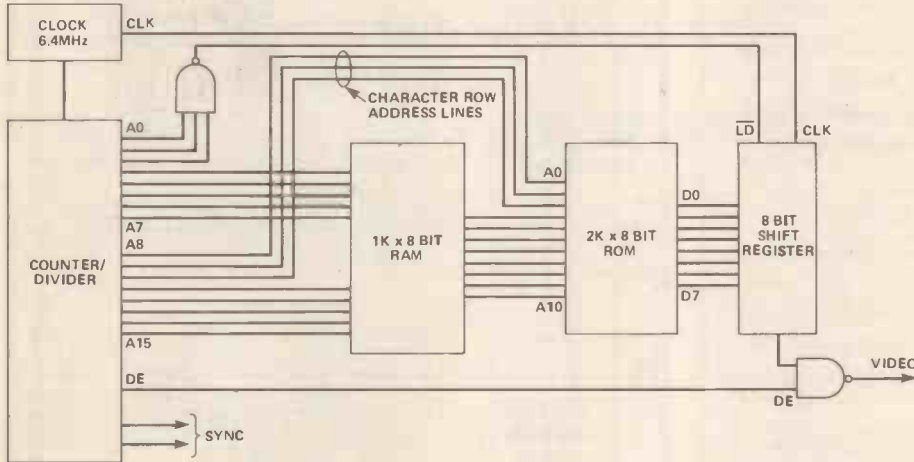 CLOCK
6.4MHz
CLK
CHARACTER ROW
ADDRESS LINES
A0
A7
A8
A15
DE
SYNC
COUNTER/
DIVIDER
1K x 8 BIT
RAM
A0
A10
2K x 8 BIT
ROM
D0
D7
LD
CLK
8 BIT
SHIFT
REGISTER
DE
VIDEO